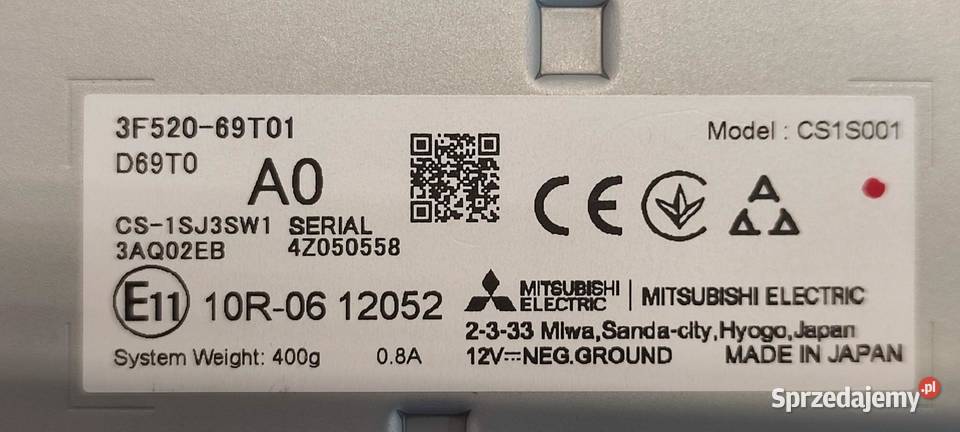 3F520-69T01
Model : CS1S001
D69T0
A0
CS-1SJ3SW1 SERIAL
3AQ02EB 4Z050558
CE
E11 10R-06 12052
MITSUBISHI ELECTRIC | MITSUBISHI ELECTRIC
2-3-33 Miwa,Sanda-city,Hyogo,Japan
System Weight: 400g 0.8A 12V⎓NEG.GROUND MADE IN JAPAN
Sprzedajemy.pl